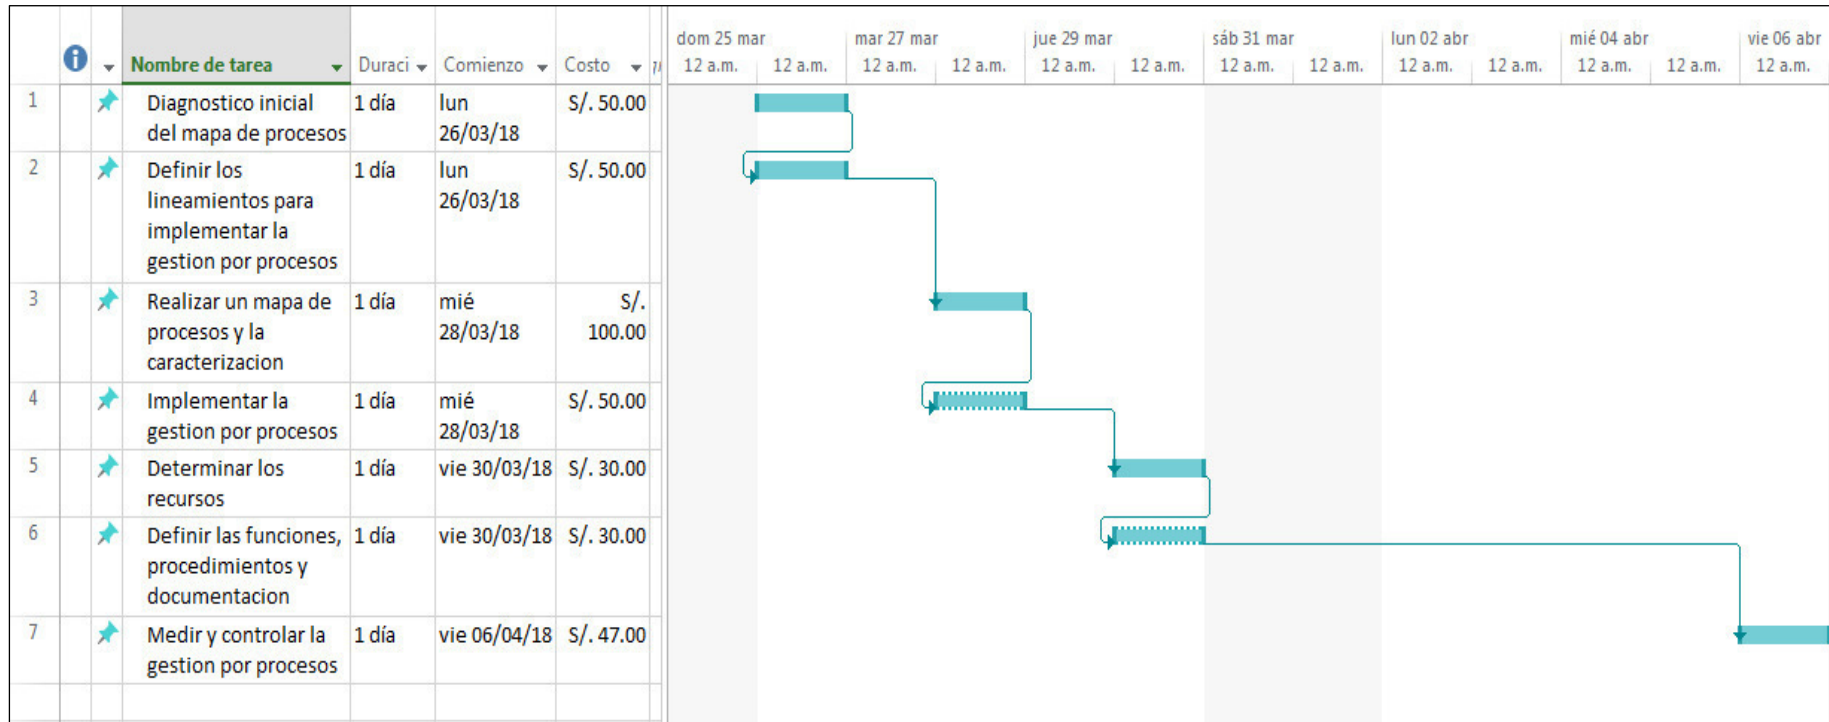 dom 25 mar mar 27 mar jue 29 mar sáb 31 mar lun 02 abr mié 04 abr vie 06 abr
Nombre de tarea Duraci Comienzo Costo 12 a.m. 12 a.m. 12 a.m. 12 a.m. 12 a.m. 12 a.m. 12 a.m. 12 a.m. 12 a.m. 12 a.m. 12 a.m. 12 a.m. 12 a.m.
1 Diagnostico inicial 1 día lun S/. 50.00
del mapa de procesos 26/03/18
2 Definir los 1 día lun S/. 50.00
lineamientos para 26/03/18
implementar la
gestion por procesos
3 Realizar un mapa de 1 día mié S/.
procesos y la 28/03/18 100.00
caracterizacion
4 Implementar la 1 día mié S/. 50.00
gestion por procesos 28/03/18
5 Determinar los 1 día vie 30/03/18 S/. 30.00
recursos
6 Definir las funciones, 1 día vie 30/03/18 S/. 30.00
procedimientos y
documentacion
7 Medir y controlar la 1 día vie 06/04/18 S/. 47.00
gestion por procesos